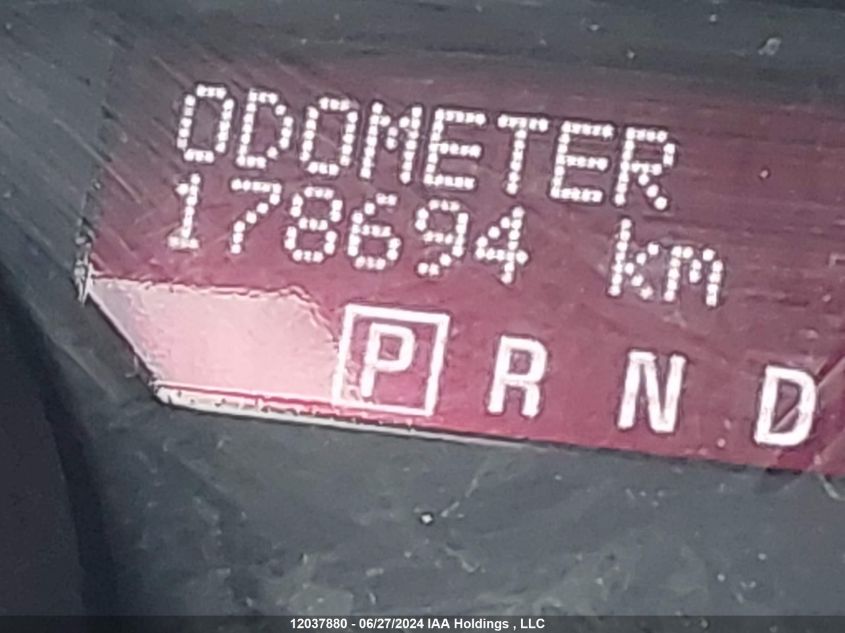 ODOMETER
178694 km
P R N D
12037880 - 06/27/2024 IAA Holdings , LLC